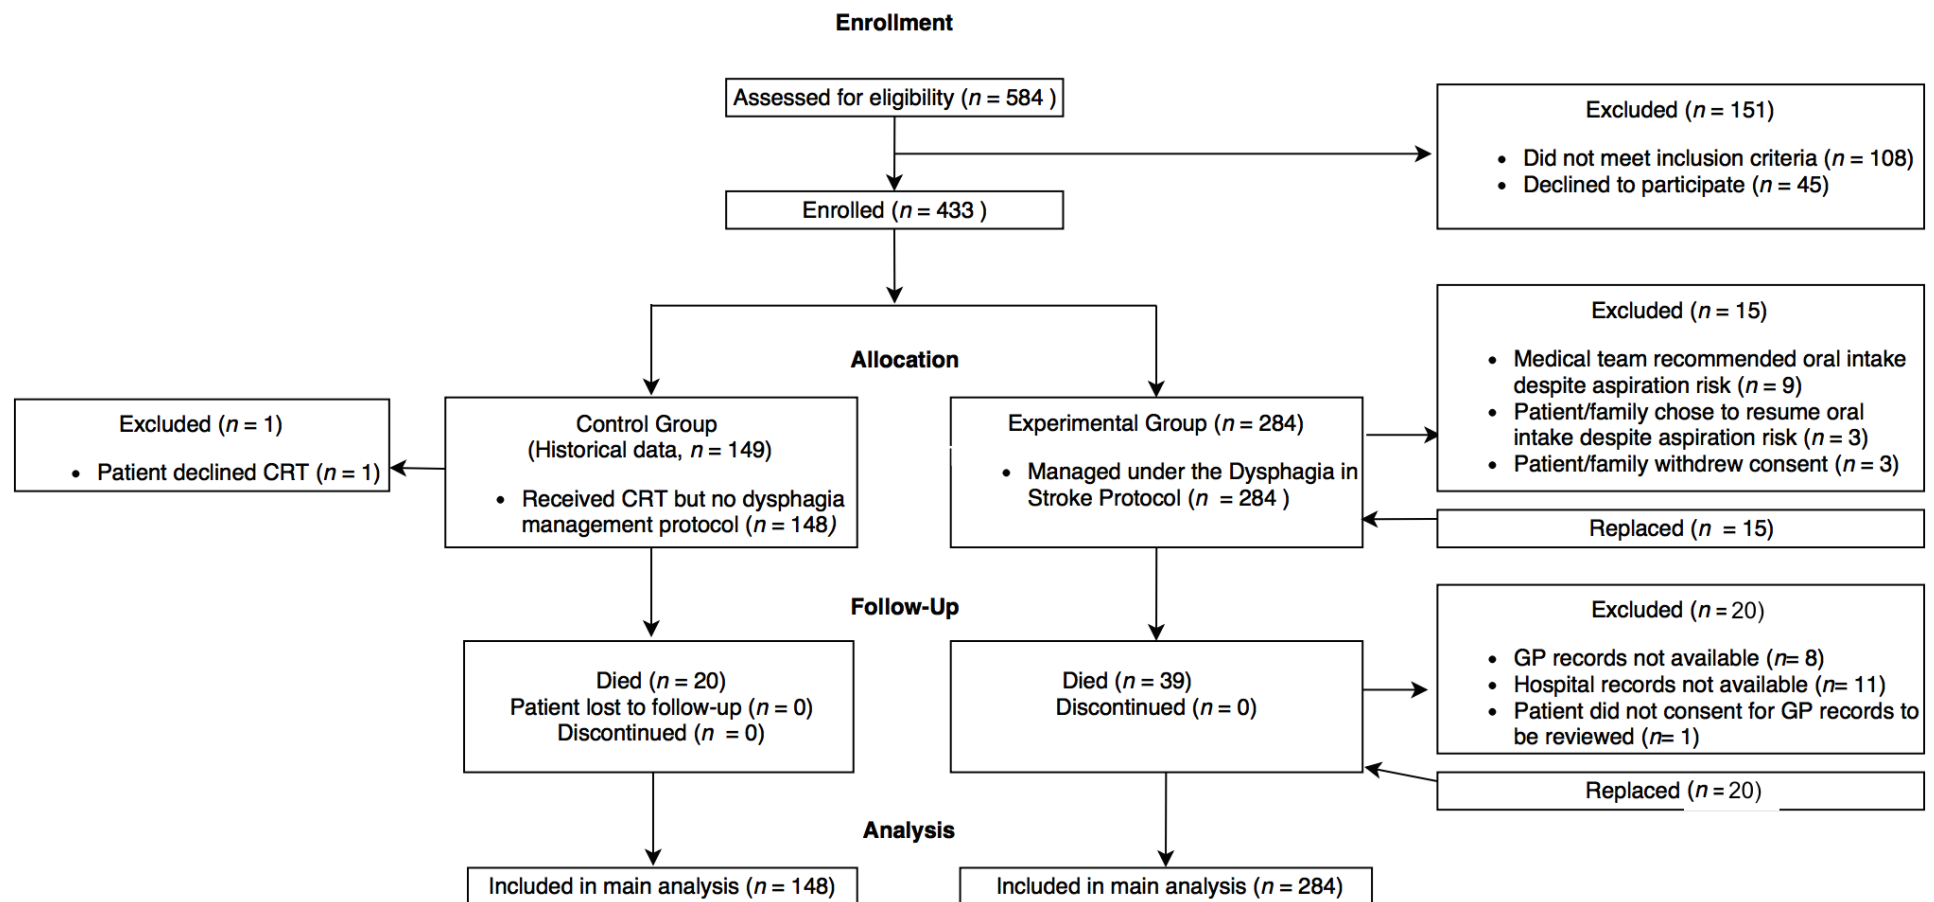 Enrollment
Assessed for eligibility (n = 584 )
Excluded (n = 151)
• Did not meet inclusion criteria (n = 108)
• Declined to participate (n = 45)
Enrolled (n = 433 )
Allocation
Excluded (n = 1)
• Patient declined CRT (n = 1)
Control Group
(Historical data, n = 149)
• Received CRT but no dysphagia
management protocol (n = 148)
Experimental Group (n = 284)
• Managed under the Dysphagia in
Stroke Protocol (n = 284 )
Excluded (n = 15)
• Medical team recommended oral intake
despite aspiration risk (n = 9)
• Patient/family chose to resume oral
intake despite aspiration risk (n = 3)
• Patient/family withdrew consent (n = 3)
Replaced (n = 15)
Follow-Up
Died (n = 20)
Patient lost to follow-up (n = 0)
Discontinued (n = 0)
Died (n = 39)
Discontinued (n = 0)
Excluded (n = 20)
• GP records not available (n= 8)
• Hospital records not available (n= 11)
• Patient did not consent for GP records to
be reviewed (n= 1)
Replaced (n = 20)
Analysis
Included in main analysis (n = 148)
Included in main analysis (n = 284)